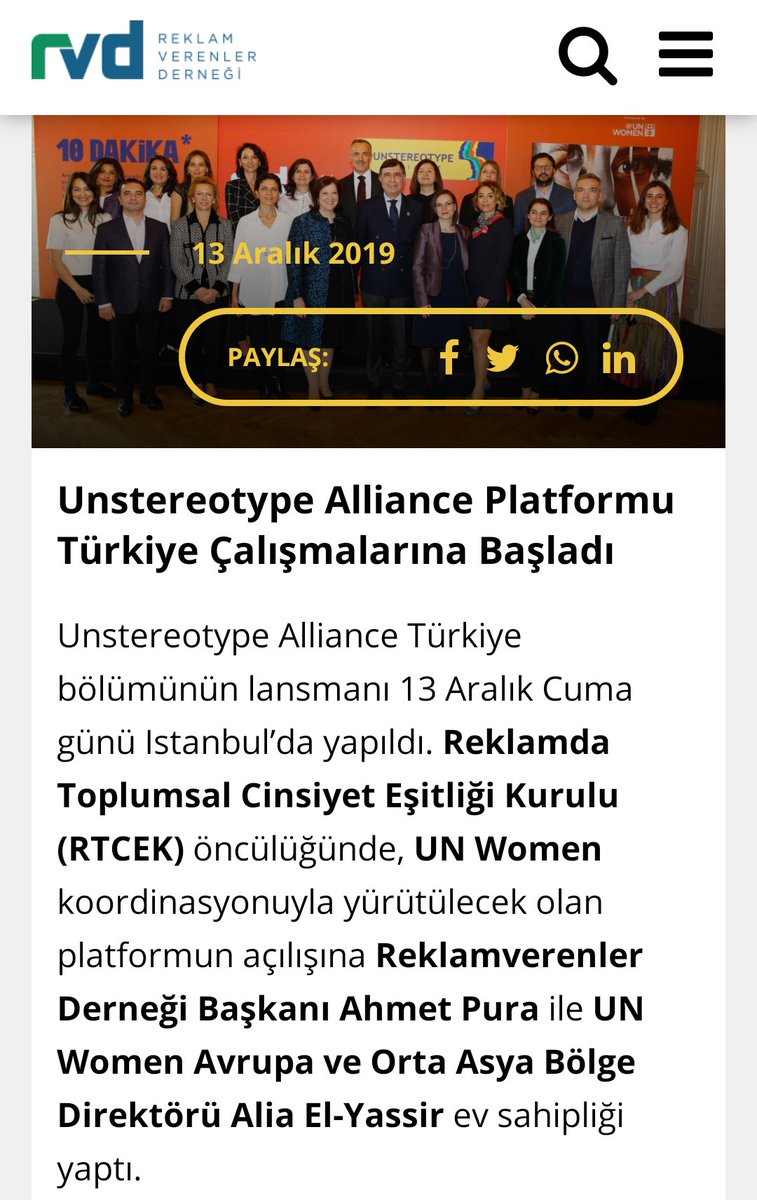 rvd
REKLAM
VERENLER
DERNEĞİ
10 DAKİKA*
UNSTEREOTYPE
UN
WOMEN
13 Aralık 2019
PAYLAŞ:
Unstereotype Alliance Platformu
Türkiye Çalışmalarına Başladı
Unstereotype Alliance Türkiye
bölümünün lansmanı 13 Aralık Cuma
günü Istanbul’da yapıldı. Reklamda
Toplumsal Cinsiyet Eşitliği Kurulu
(RTCEK) öncülüğünde, UN Women
koordinasyonuyla yürütülecek olan
platformun açılışına Reklamverenler
Derneği Başkanı Ahmet Pura ile UN
Women Avrupa ve Orta Asya Bölge
Direktörü Alia El-Yassir ev sahipliği
yaptı.